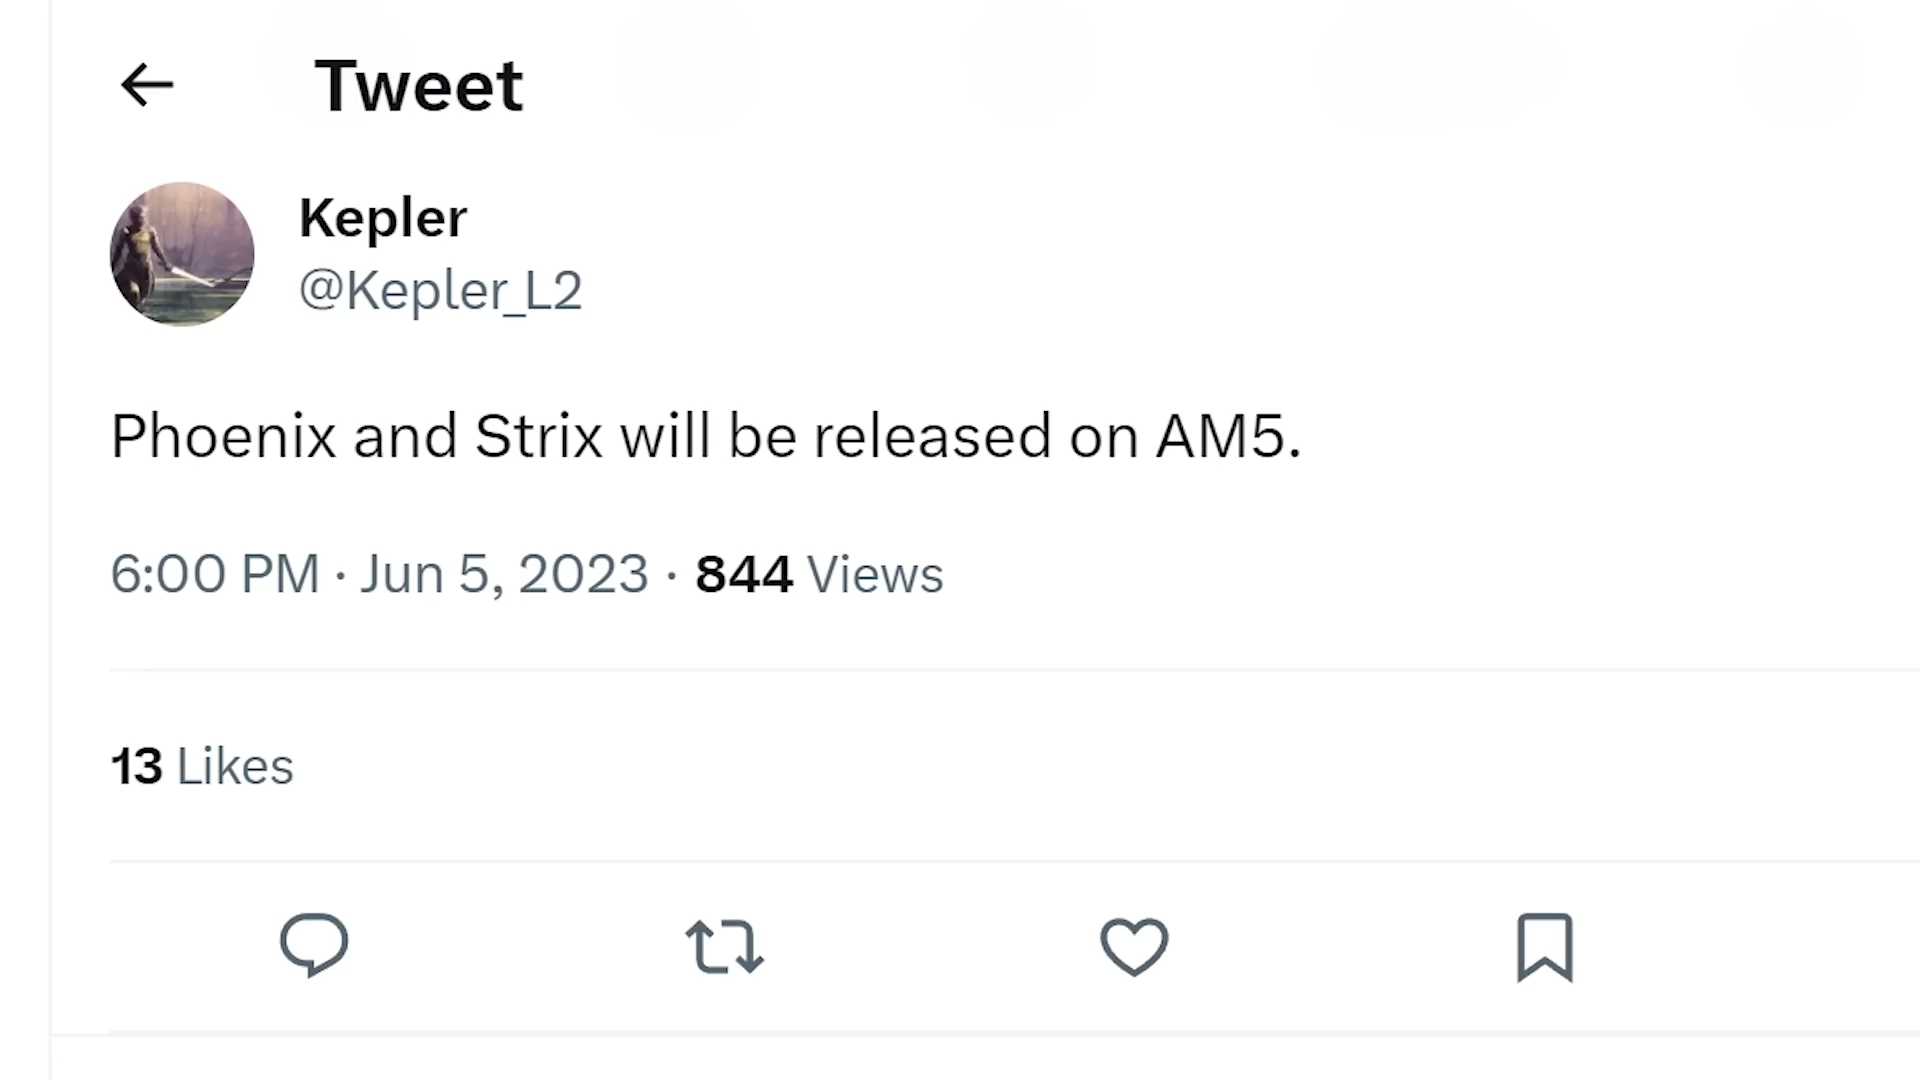 Tweet
Kepler
@Kepler_L2
Phoenix and Strix will be released on AM5.
6:00 PM · Jun 5, 2023 · 844 Views
13 Likes